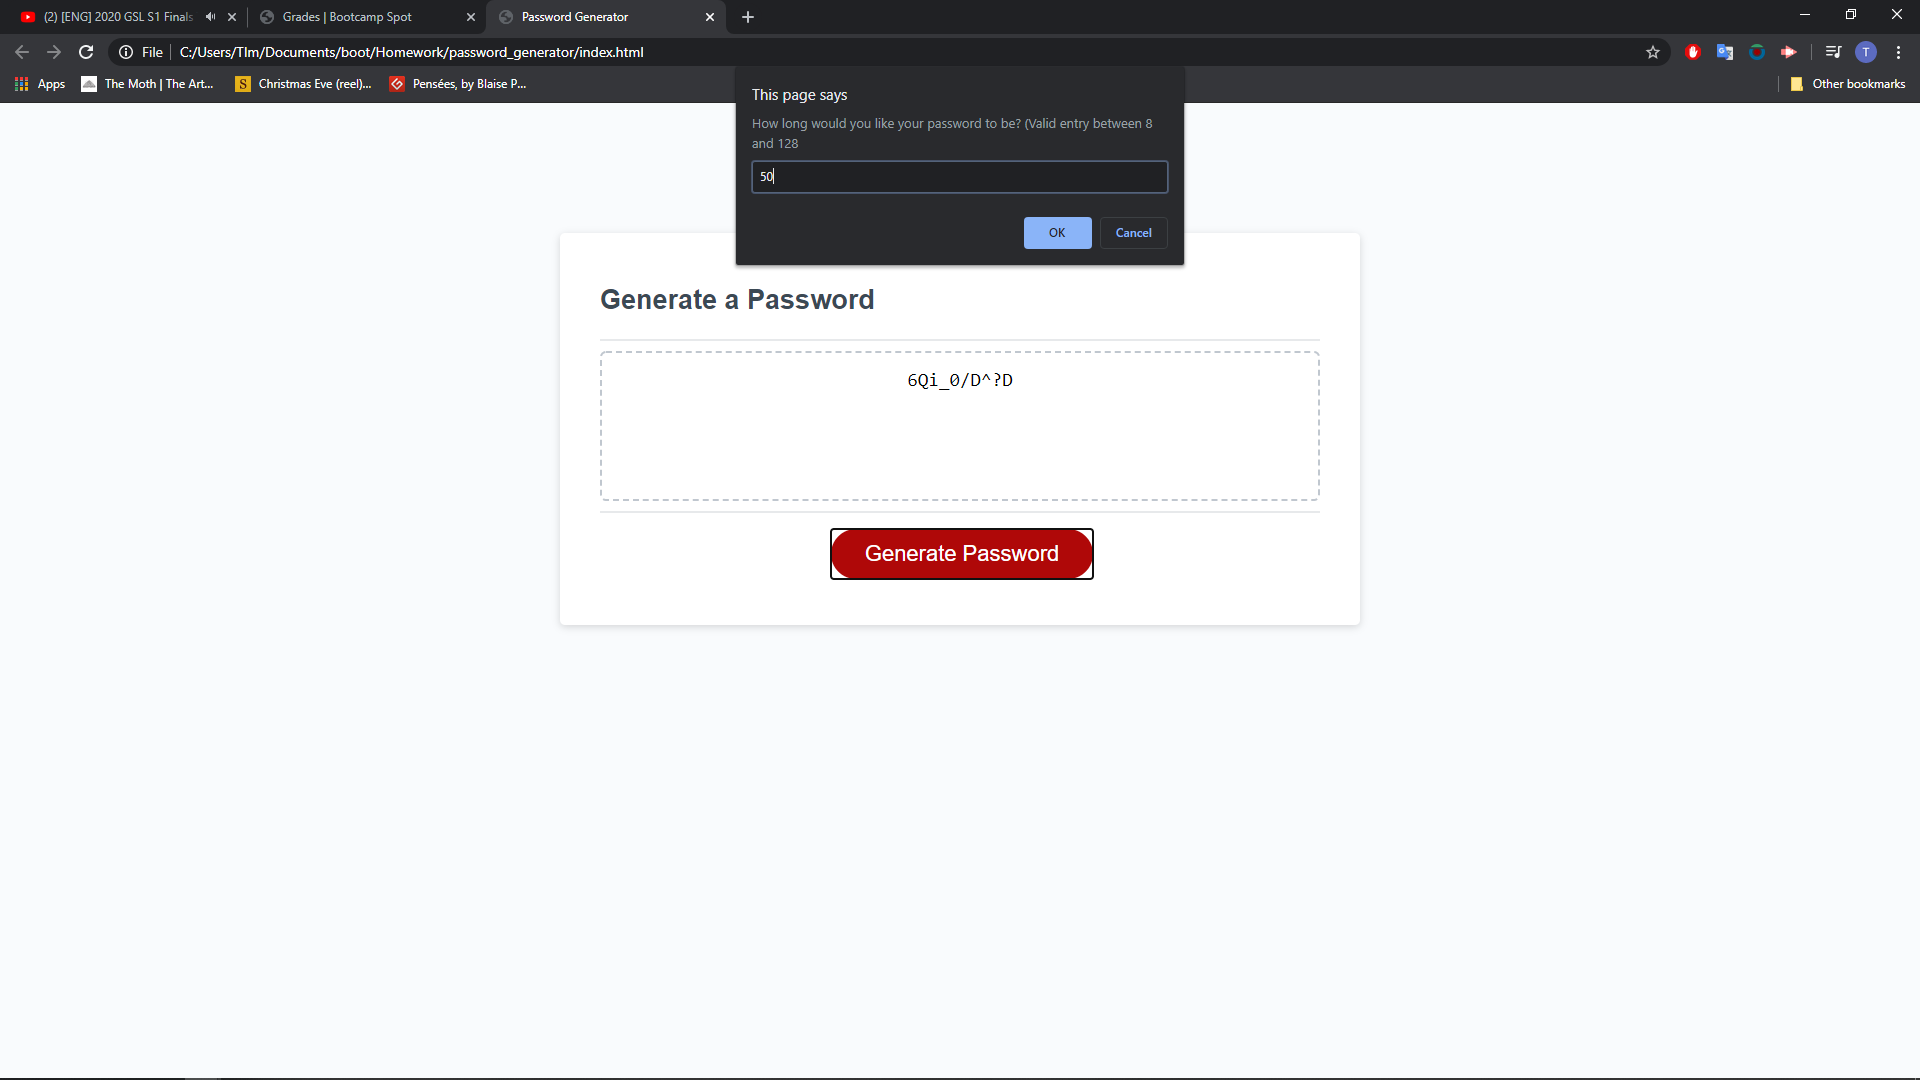 (2) [ENG] 2020 GSL S1 Finals
Grades | Bootcamp Spot
Password Generator
File
C:/Users/TIm/Documents/boot/Homework/password_generator/index.html
T
Apps
The Moth | The Art...
S
Christmas Eve (reel)...
Pensées, by Blaise P...
Other bookmarks
This page says
How long would you like your password to be? (Valid entry between 8
and 128
50
OK
Cancel
Generate a Password
6Qi_0/D^?D
Generate Password